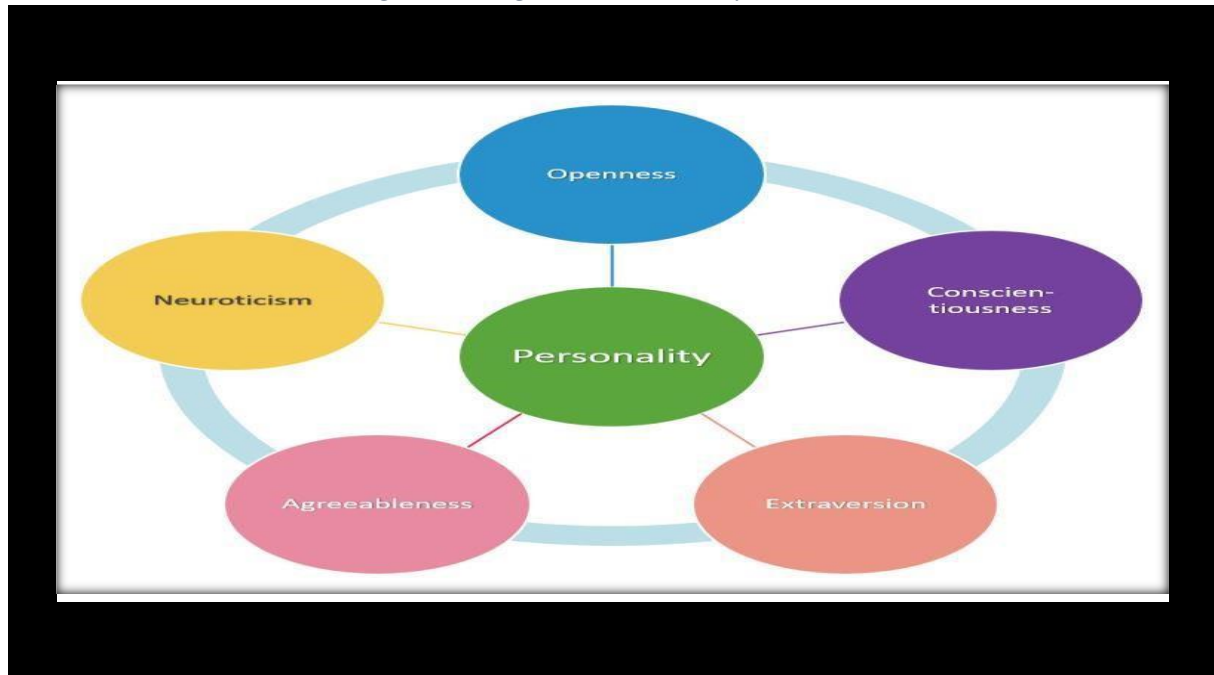 Openness
Neuroticism
Conscien-
tiousness
Personality
Agreeableness
Extraversion